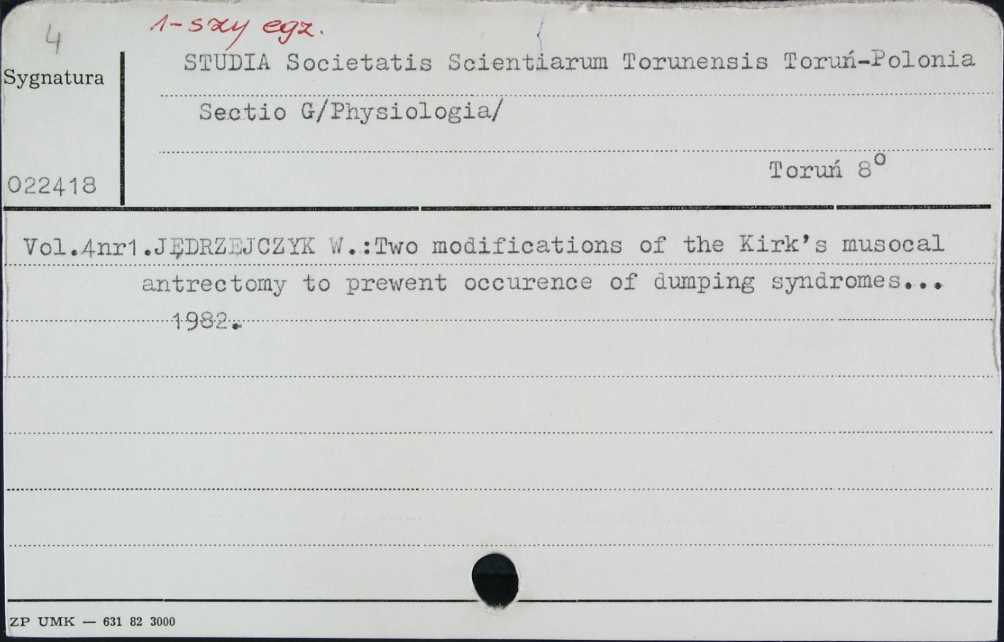 4
1-szy egz.
STUDIA Societatis Scientiarum Torunensis Toruń-Polonia
Sygnatura
Sectio G/Physiologia/
Toruń 8°
022418
Vol.4nr1.JĘDRZEJCZYK W.:Two modifications of the Kirk's musocal
antrectomy to prewent occurence of dumping syndromes...
1982.
ZP UMK — 631 82 3000